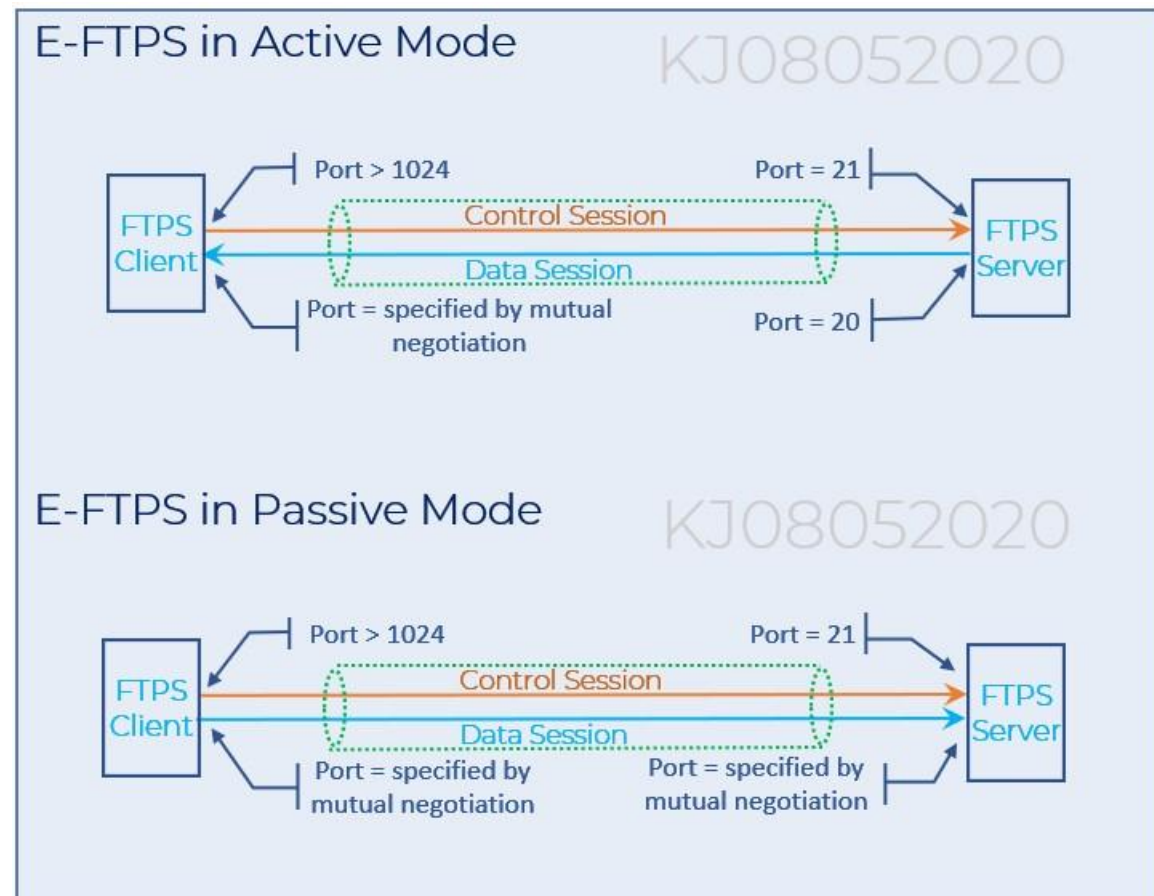 E-FTPS in Active Mode
KJ08052020
Port > 1024
Port = 21
FTPS
Client
Control Session
Data Session
FTPS
Server
Port = specified by mutual
negotiation
Port = 20
E-FTPS in Passive Mode
KJ08052020
Port > 1024
Port = 21
FTPS
Client
Control Session
Data Session
FTPS
Server
Port = specified by
mutual negotiation
Port = specified by
mutual negotiation